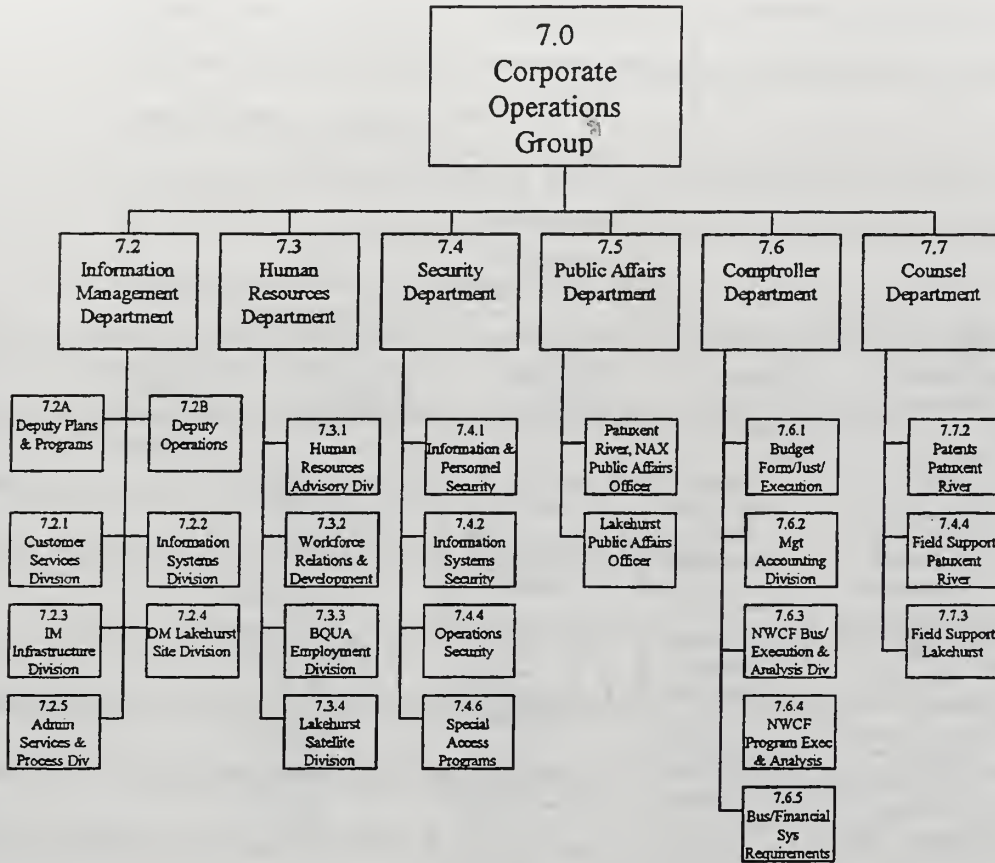 7.0
Corporate
Operations
Group
7.2
Information
Management
Department
7.3
Human
Resources
Department
7.4
Security
Department
7.5
Public Affairs
Department
7.6
Comptroller
Department
7.7
Counsel
Department
7.2A
Deputy Plans
& Programs
7.2B
Deputy
Operations
7.2.1
Customer
Services
Division
7.2.2
Information
Systems
Division
7.2.3
IM
Infrastructure
Division
7.2.4
DM Lakehurst
Site Division
7.2.5
Admin
Services &
Process Div
7.3.1
Human
Resources
Advisory Div
7.3.2
Workforce
Relations &
Development
7.3.3
BQUA
Employment
Division
7.3.4
Lakehurst
Satellite
Division
7.4.1
Information &
Personnel
Security
7.4.2
Information
Systems
Security
7.4.4
Operations
Security
7.4.6
Special
Access
Programs
Patuxent
River, NAX
Public Affairs
Officer
Lakehurst
Public Affairs
Officer
7.6.1
Budget
Form/Just/
Execution
7.6.2
Mgt
Accounting
Division
7.6.3
NWCF Bus/
Execution &
Analysis Div
7.6.4
NWCF
Program Exec
& Analysis
7.6.5
Bus/Financial
Sys
Requirements
7.7.2
Patents
Patuxent
River
7.4.4
Field Support
Patuxent
River
7.7.3
Field Support
Lakehurst